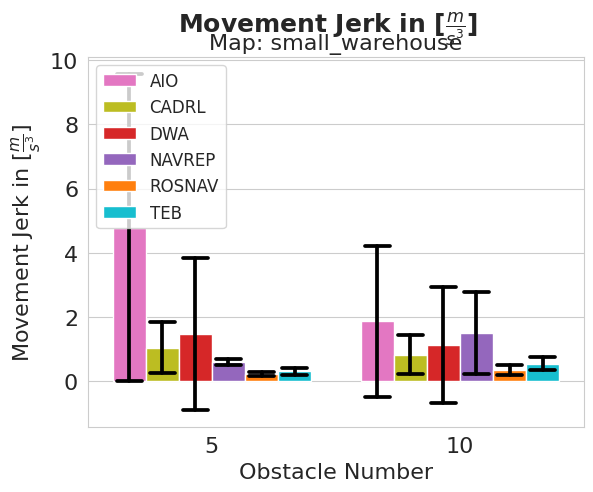 Movement Jerk in [m/s³]
Map: small_warehouse
Movement Jerk in [m/s³]
10
8
6
4
2
0
AIO
CADRL
DWA
NAVREP
ROSNAV
TEB
5 10
Obstacle Number